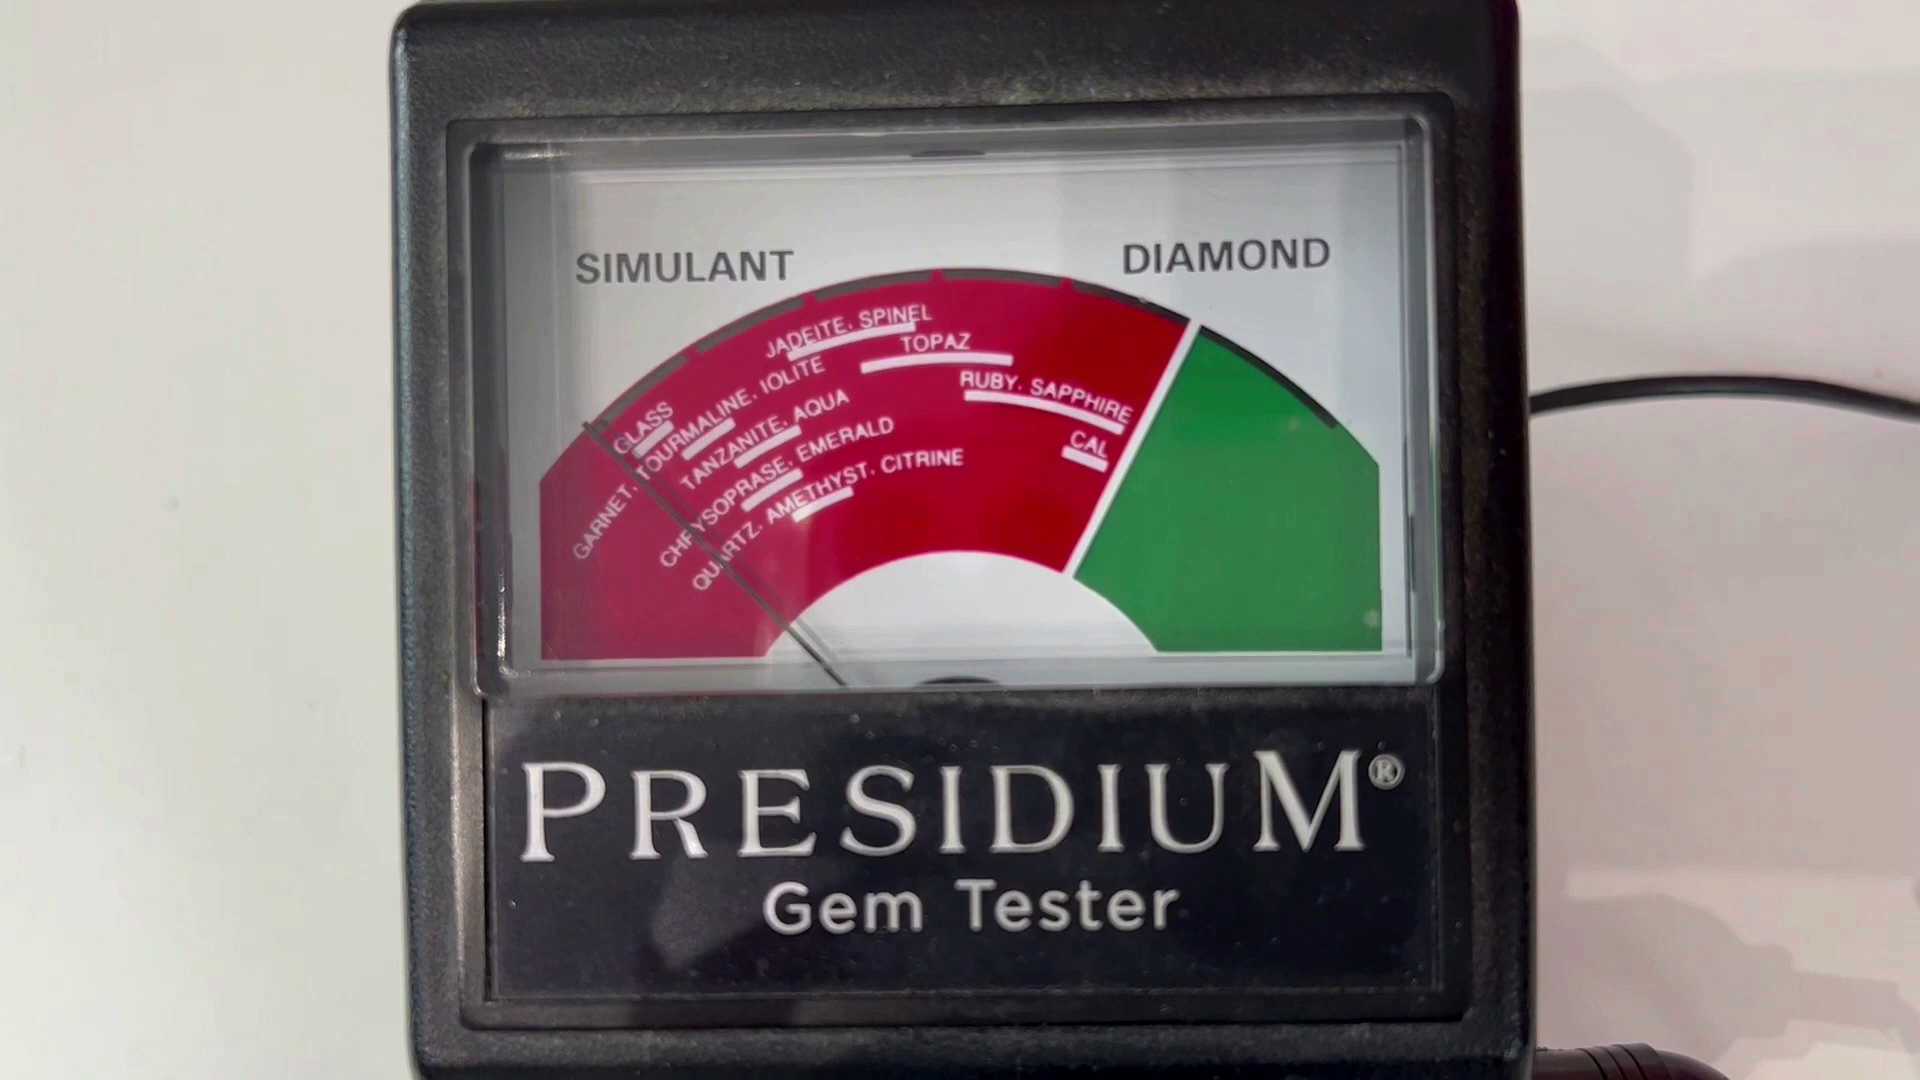 SIMULANT
DIAMOND
JADEITE. SPINEL
TOPAZ
GLASS
GARNET. TOURMALINE. IOLITE
RUBY. SAPPHIRE
TANZANITE. AQUA
CHRYSOPRASE. EMERALD
CAL
QUARTZ. AMETHYST. CITRINE
PRESIDIUM®
Gem Tester